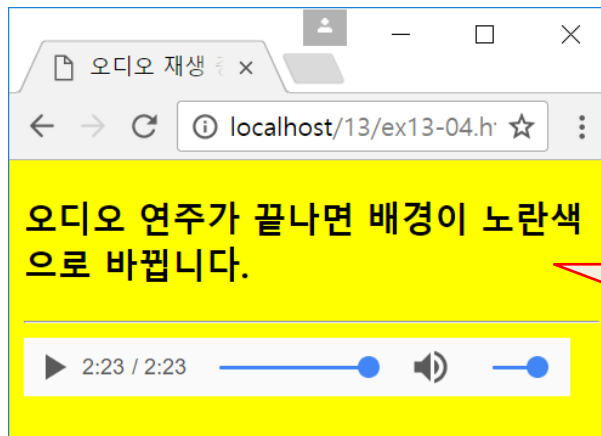 오디오 재생
localhost/13/ex13-04.h
오디오 연주가 끝나면 배경이 노란색
으로 바뀝니다.
2:23 / 2:23